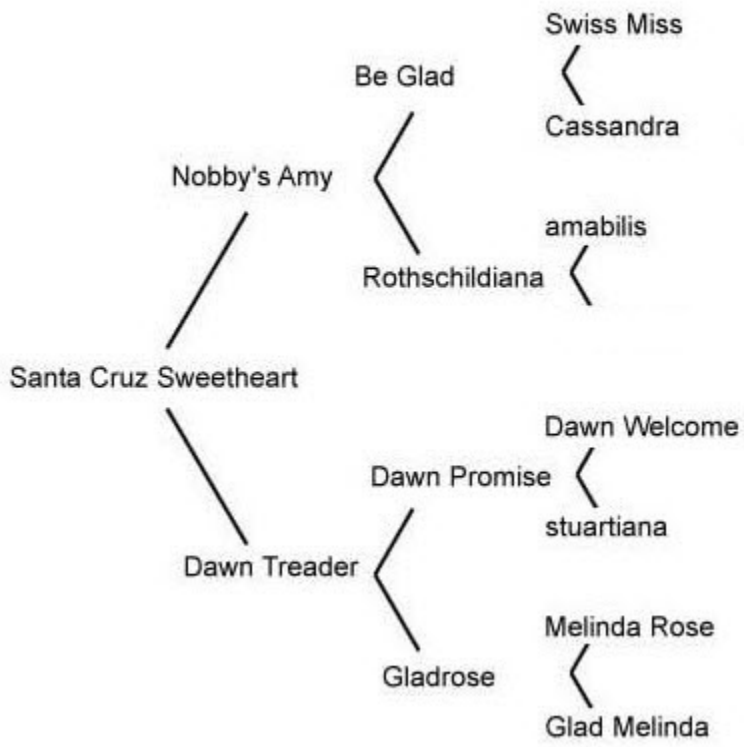 Swiss Miss
Be Glad
Cassandra
Nobby's Amy
amabilis
Rothschildiana
Santa Cruz Sweetheart
Dawn Welcome
Dawn Promise
stuartiana
Dawn Treader
Melinda Rose
Gladrose
Glad Melinda